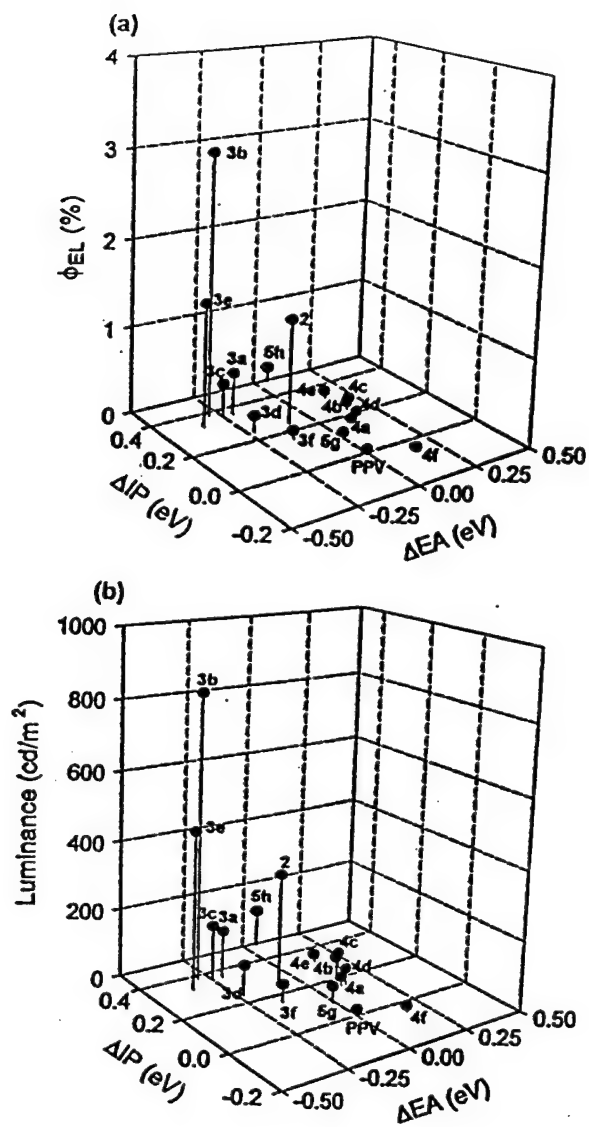 (a)
4
3
2
1
0
ϕEL (%)
3b
3e
2
5h
3a
3c
4e
4c
4b
4d
4a
3d
3f
5g
PPV
4f
0.4
0.2
0.0
-0.2
ΔIP (eV)
-0.50
-0.25
0.00
0.25
0.50
ΔEA (eV)
(b)
1000
800
600
400
200
0
Luminance (cd/m²)
3b
3e
2
5h
3c
3a
4c
4e
4b
4d
4a
3d
3f
5g
PPV
4f
0.4
0.2
0.0
-0.2
ΔIP (eV)
-0.50
-0.25
0.00
0.25
0.50
ΔEA (eV)